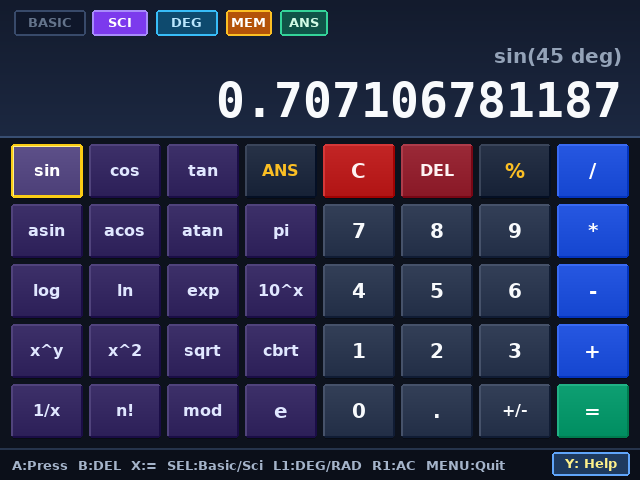 BASIC SCI DEG MEM ANS
sin(45 deg)
0.707106781187
sin cos tan ANS C DEL % /
asin acos atan pi 7 8 9 *
log ln exp 10^x 4 5 6 -
x^y x^2 sqrt cbrt 1 2 3 +
1/x n! mod e 0 . +/- =
A:Press B:DEL X:= SEL:Basic/Sci L1:DEG/RAD R1:AC MENU:Quit Y: Help